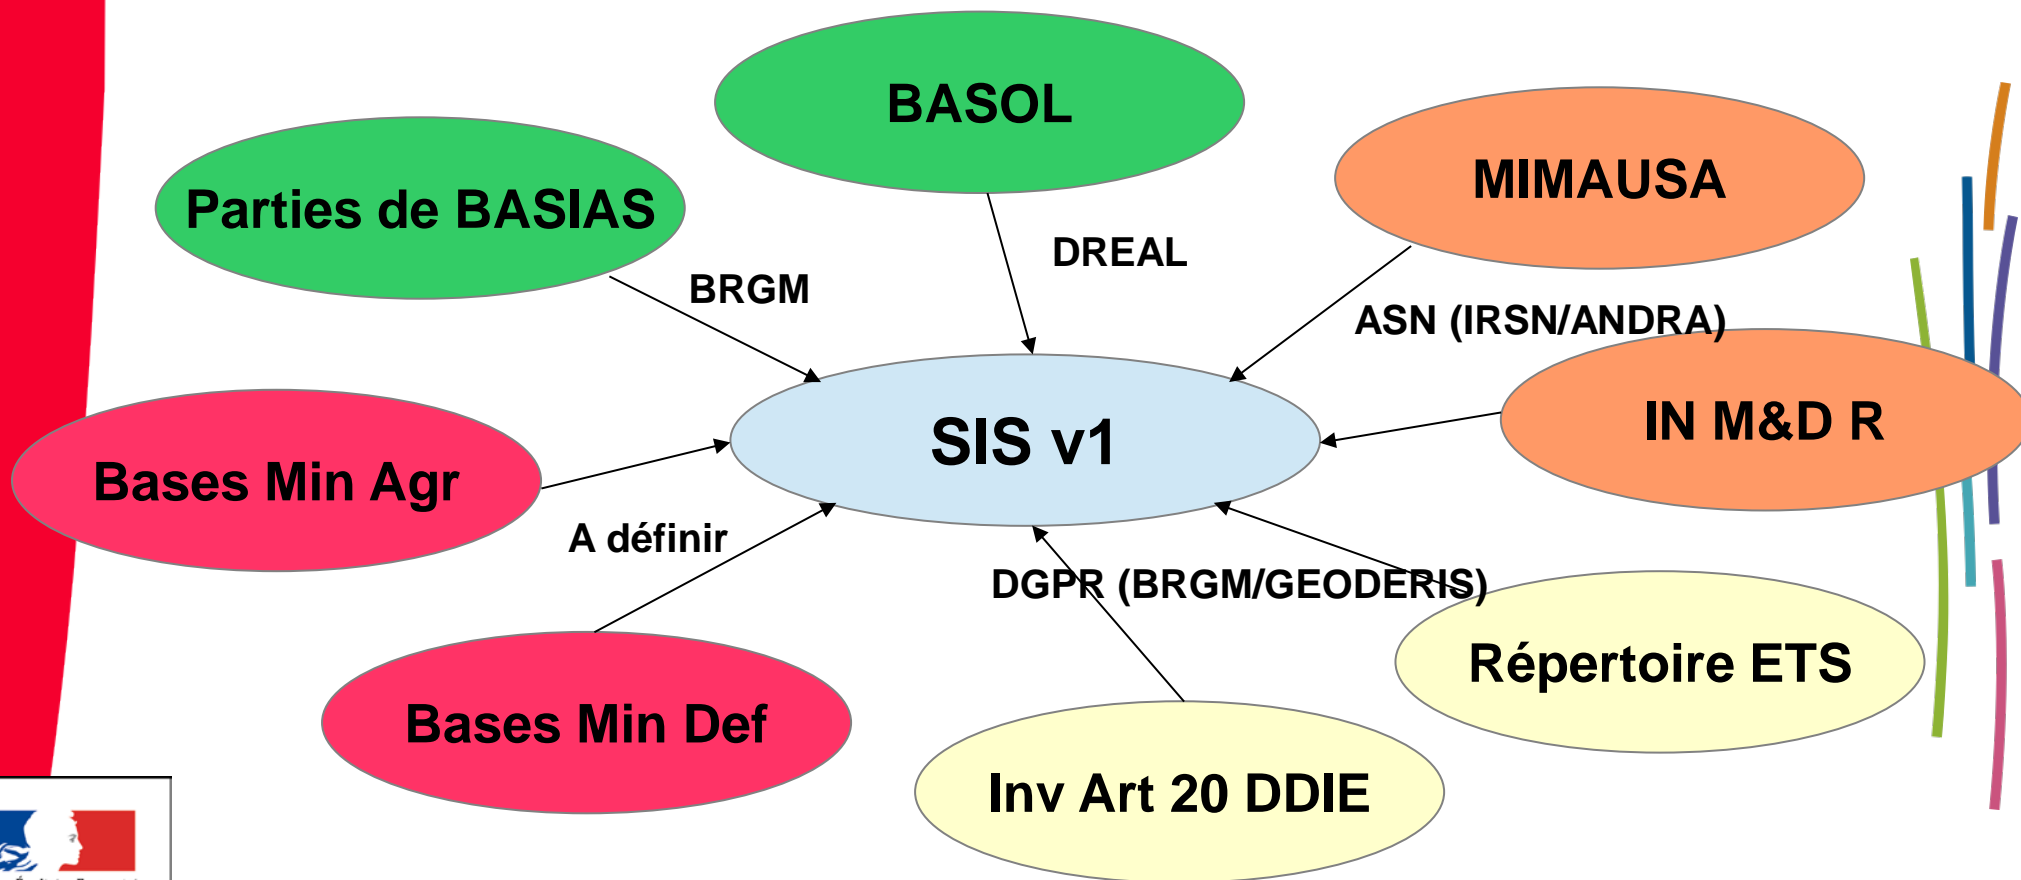 BASOL
MIMAUSA
Parties de BASIAS
DREAL
BRGM
ASN (IRSN/ANDRA)
IN M&D R
SIS v1
Bases Min Agr
A définir
DGPR (BRGM/GEODERIS)
Répertoire ETS
Bases Min Def
Inv Art 20 DDIE